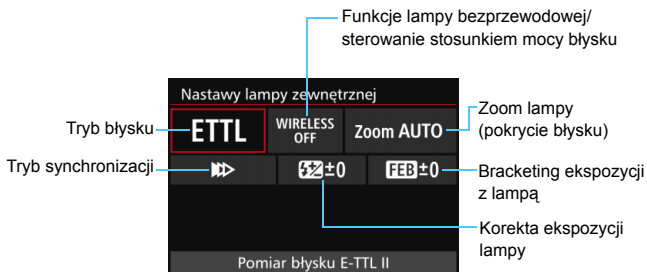 Funkcje lampy bezprzewodowej/
sterowanie stosunkiem mocy błysku
Nastawy lampy zewnętrznej
Tryb błysku
ETTL
WIRELESS
OFF
Zoom AUTO
Zoom lampy
(pokrycie błysku)
Tryb synchronizacji
±0
FEB±0
Bracketing ekspozycji
z lampą
Korekta ekspozycji
lampy
Pomiar błysku E-TTL II